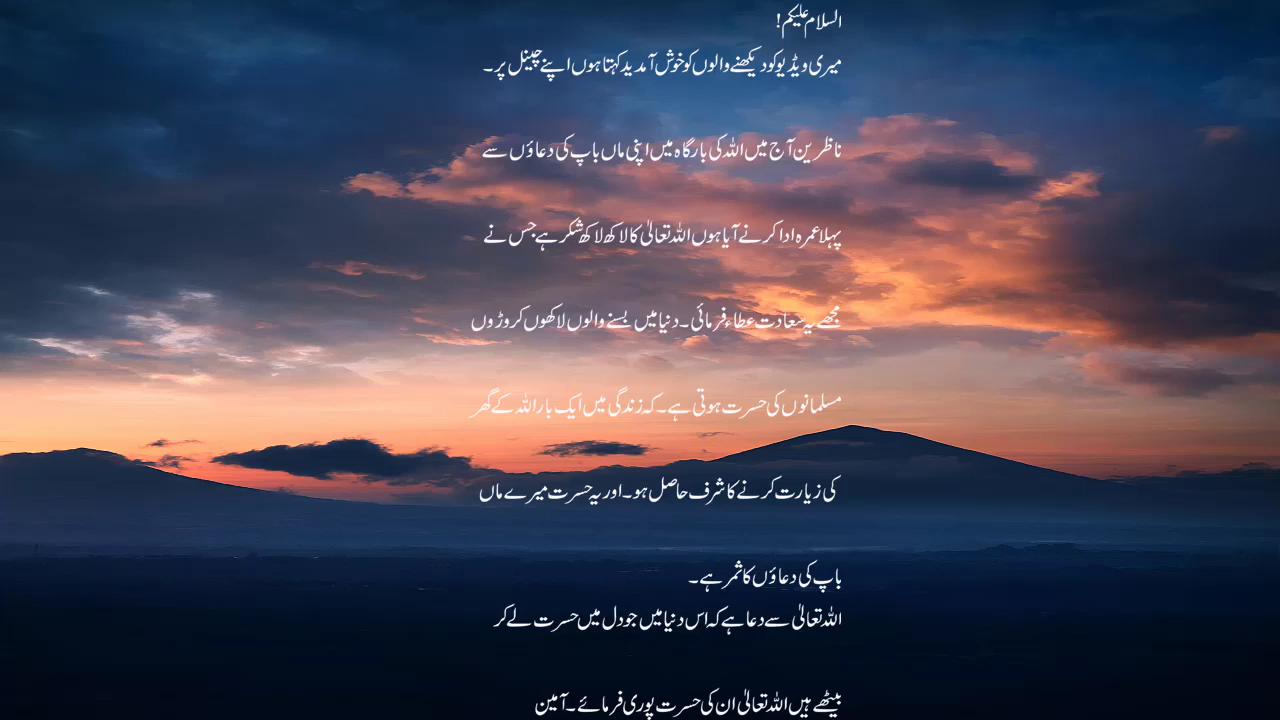 السلام علیکم!
میری ویڈیو کو دیکھنے والوں کو خوش آمدید کہتا ہوں اپنے چینل پر۔
ناظرین آج میں اللہ کی بارگاہ میں اپنی ماں باپ کی دعاؤں سے
پہلا عمرہ ادا کرنے آیا ہوں اللہ تعالیٰ کا لاکھ لاکھ شکر ہے جس نے
مجھے یہ سعادت عطاء فرمائی۔ دنیا میں بسنے والوں لاکھوں کروڑوں
مسلمانوں کی حسرت ہوتی ہے۔ کہ زندگی میں ایک بار اللہ کے گھر
کی زیارت کرنے کا شرف حاصل ہو۔ اور یہ حسرت میرے ماں
باپ کی دعاؤں کا ثمر ہے۔
اللہ تعالیٰ سے دعا ہے کہ اس دنیا میں جو دل میں حسرت لے کر
بیٹھے ہیں اللہ تعالیٰ ان کی حسرت پوری فرمائے۔ آمین